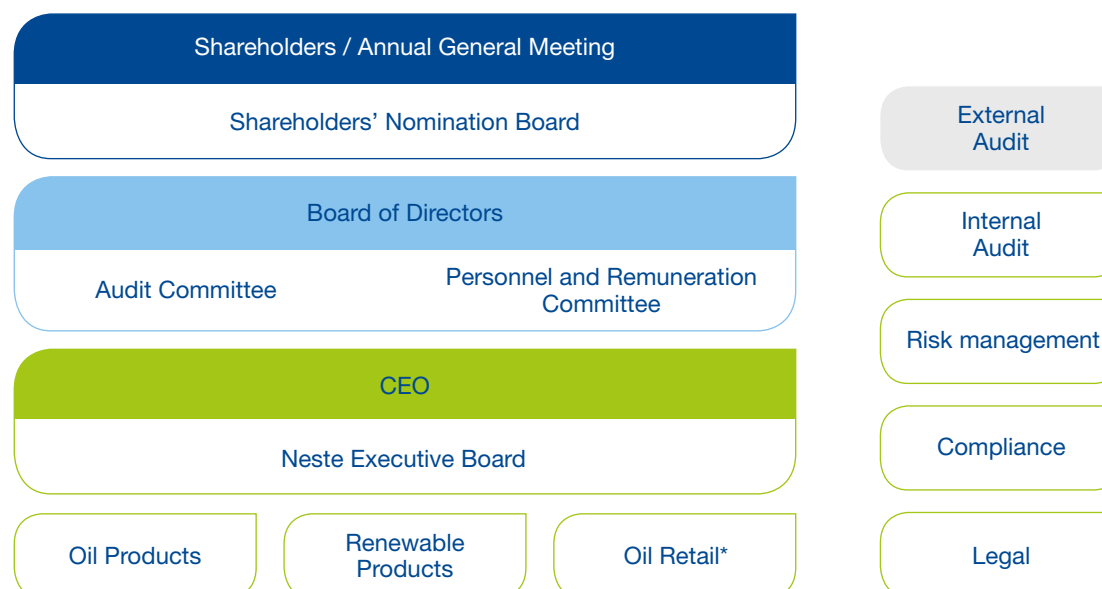 Shareholders / Annual General Meeting
Shareholders’ Nomination Board
Board of Directors
Audit Committee
Personnel and Remuneration
Committee
CEO
Neste Executive Board
Oil Products
Renewable
Products
Oil Retail*
External
Audit
Internal
Audit
Risk management
Compliance
Legal